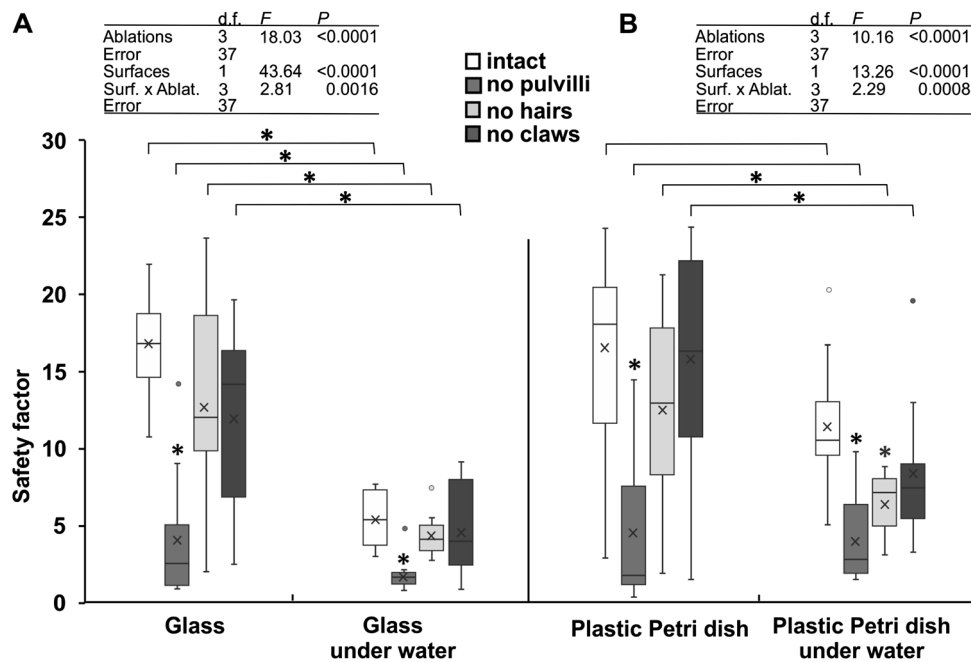 A
d.f. F P
Ablations 3 18.03 <0.0001
Error 37
Surfaces 1 43.64 <0.0001
Surf. x Ablat. 3 2.81 0.0016
Error 37
intact
no pulvilli
no hairs
no claws
B
d.f. F P
Ablations 3 10.16 <0.0001
Error 37
Surfaces 1 13.26 <0.0001
Surf. x Ablat. 3 2.29 0.0008
Error 37
Safety factor
30
25
20
15
10
5
0
*
*
*
*
*
*
*
*
*
*
*
Glass
Glass
under water
Plastic Petri dish
Plastic Petri dish
under water